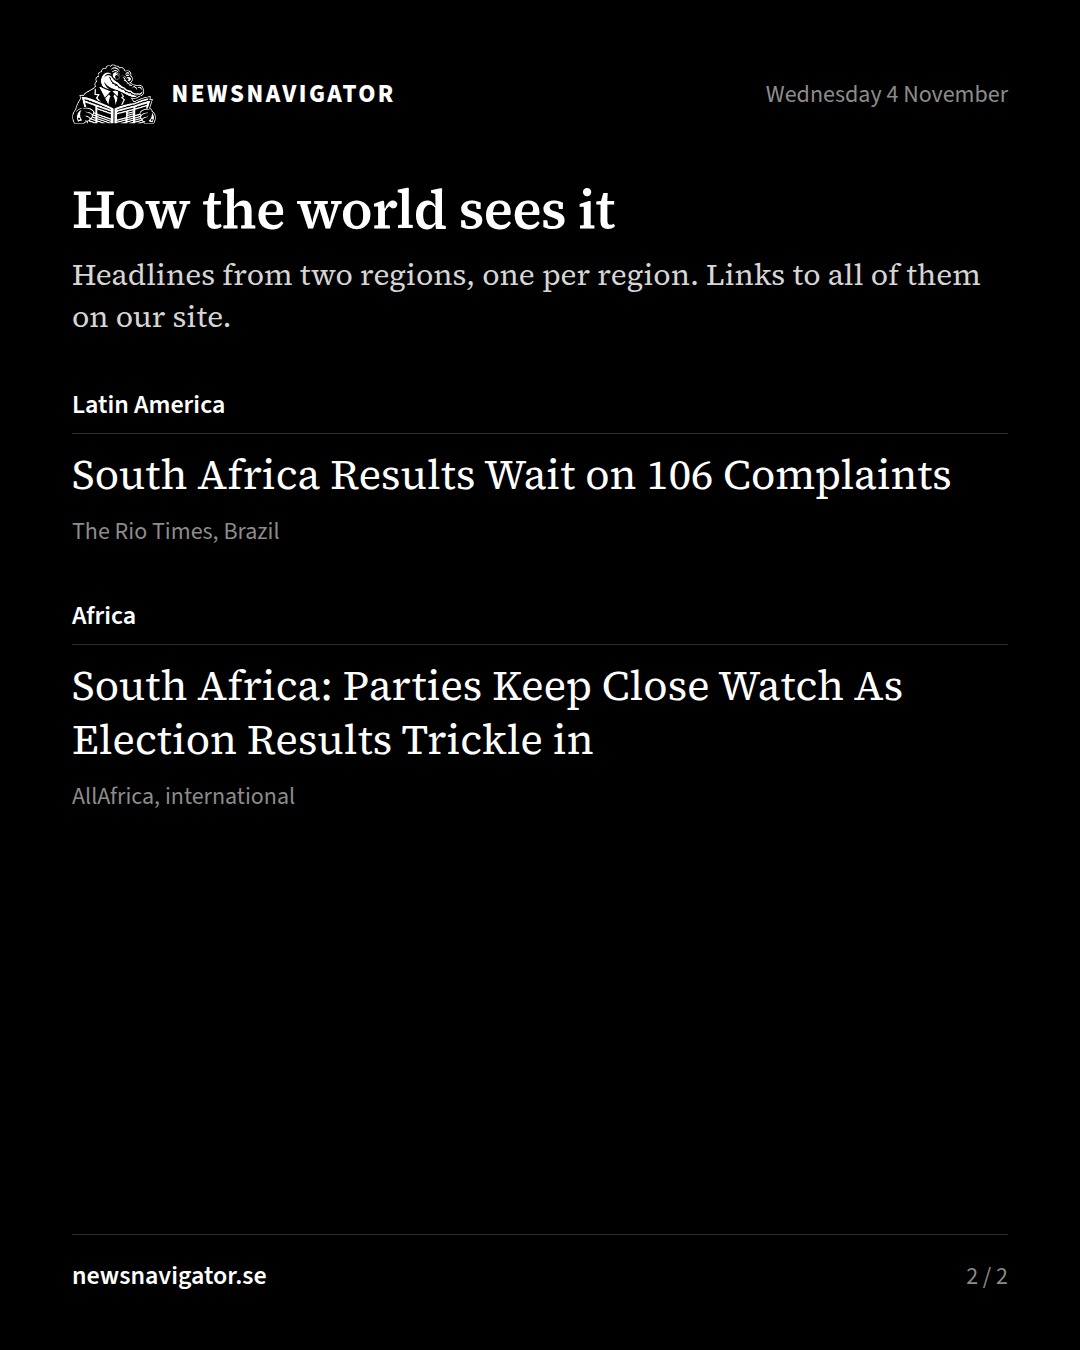 NEWSNAVIGATOR
Wednesday 4 November
How the world sees it
Headlines from two regions, one per region. Links to all of them
on our site.
Latin America
South Africa Results Wait on 106 Complaints
The Rio Times, Brazil
Africa
South Africa: Parties Keep Close Watch As
Election Results Trickle in
AllAfrica, international
newsnavigator.se
2 / 2